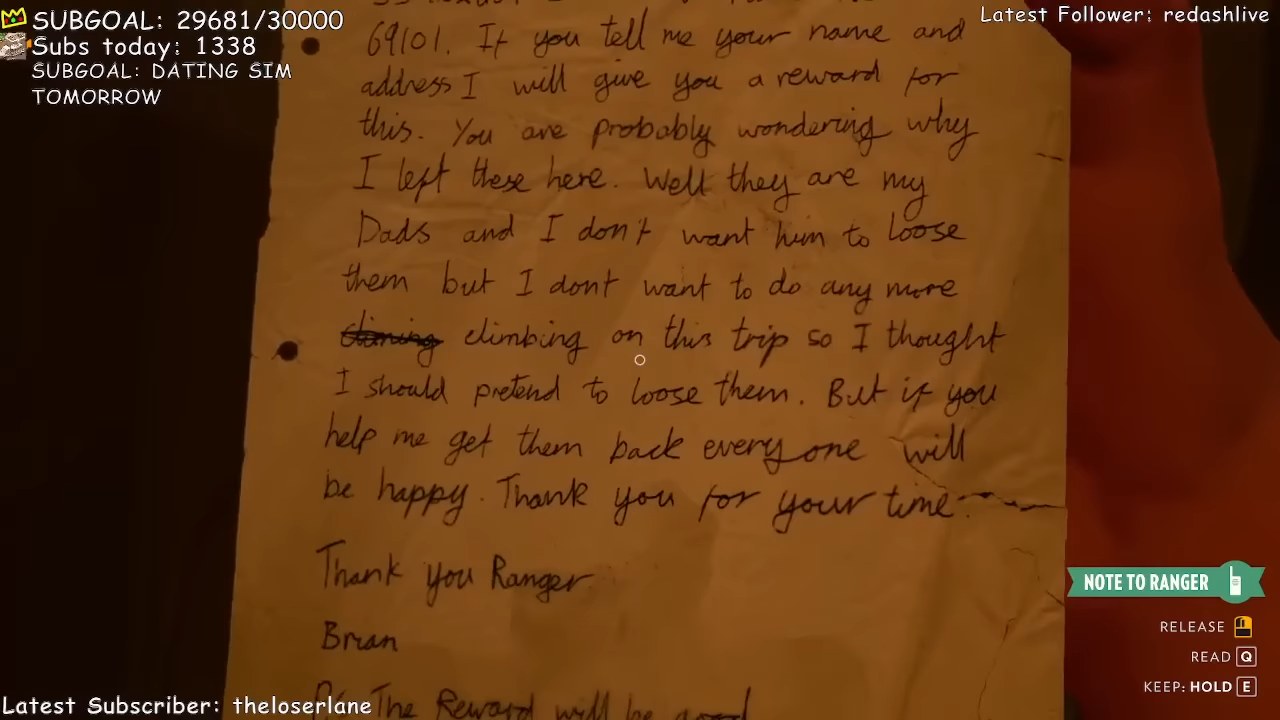 SUBGOAL: 29681/30000
Subs today: 1338
SUBGOAL: DATING SIM
TOMORROW
Latest Follower: redashlive
69101. If you tell me your name and
address I will give you a reward for
this. You are probably wondering why
I left these here. Well they are my
Dads and I don't want him to loose
them but I dont want to do any more
climing climbing on this trip so I thought
I should pretend to loose them. But if you
help me get them back every one will
be happy. Thank you for your time.
Thank you Ranger
Brian
PS The Reward will be good
NOTE TO RANGER
RELEASE
READ Q
KEEP: HOLD E
Latest Subscriber: theloserlane